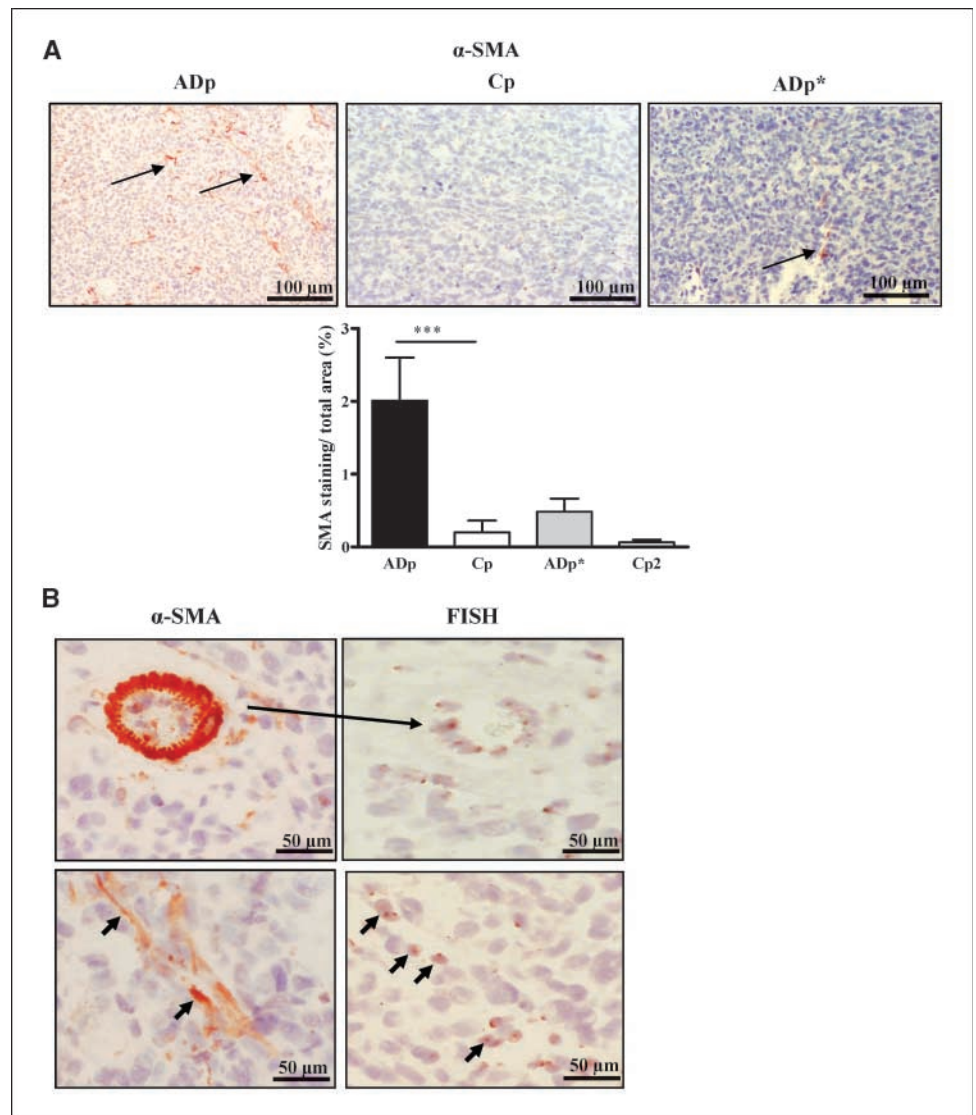 A
α-SMA
ADp
Cp
ADp*
100 µm
100 µm
100 µm
SMA staining/ total area (%)
3
2
1
0
***
ADp
Cp
ADp*
Cp2
B
α-SMA
FISH
50 µm
50 µm
50 µm
50 µm